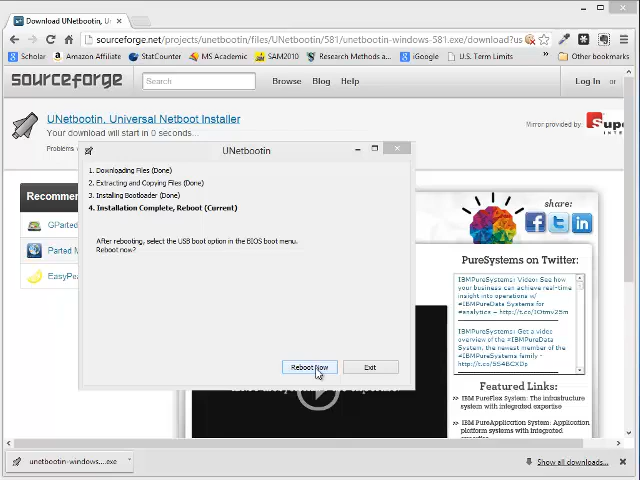 Download UNetbootin, U
sourceforge.net/projects/unetbootin/files/UNetbootin/581/unetbootin-windows-581.exe/download?us
Scholar
Academic
StatCounter
MS Academic
SAM2010
Research Methods a...
iGoogle
U.S. Term Limits
Other bookmarks
sourceforge
Search
Browse
Blog
Help
Log In
UNetbootin, Universal Netboot Installer
Your download will start in 0 seconds...
Problems
Mirror provided by:
UNetbootin
1. Downloading Files (Done)
2. Extracting and Copying Files (Done)
3. Installing Bootloader (Done)
4. Installation Complete, Reboot (Current)
After rebooting, select the USB boot option in the BIOS boot menu.
Reboot now?
Reboot Now
Exit
Recommen
GParted
Parted M
EasyPea
share:
PureSystems on Twitter:
IBMPureSystems: Video: See how
your business can achieve real-time
insight into operations w/
#IBMPureData Systems for
#analytics – http://t.co/IOtmv25m
IBMPureSystems: Get a video
overview of the #IBMPureData
System, the newest member of
the #IBMPureSystems family -
Featured Links:
>> IBM PureFlex System: The infrastructure
system with integrated expertise
>> IBM PureApplication System: Application
platform systems with integrated
unetbootin-windows....exe
Show all downloads...